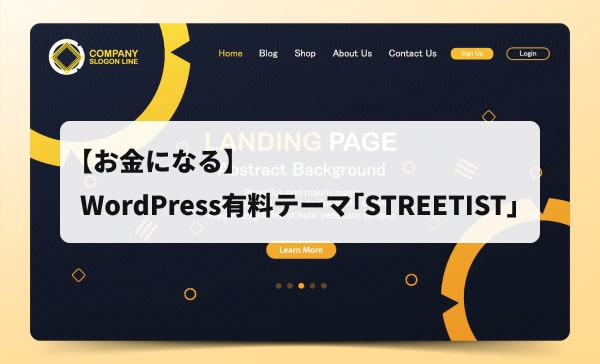 COMPANY
SLOGON LINE
Home Blog Shop About Us Contact Us Sign Up Login
LANDING PAGE
Abstract Background
【お金になる】
WordPress有料テーマ「STREETIST」
Learn More